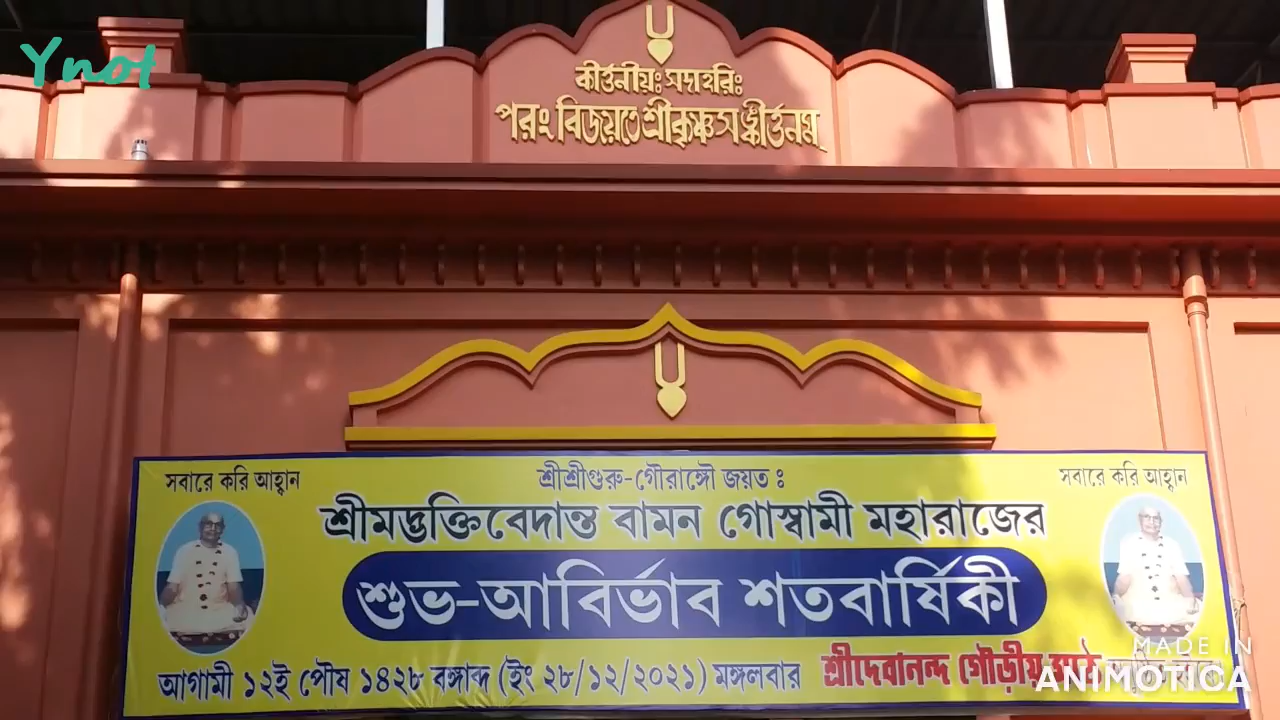 Ynot
কীর্ত্তনীয়ঃ সদাহরিঃ
পরং বিজয়তে শ্রীকৃষ্ণসঙ্কীর্ত্তনম্
সবারে করি আহ্বান
শ্রীশ্রীগুরু-গৌরাঙ্গৌ জয়ত ঃ
সবারে করি আহ্বান
শ্রীমদ্ভক্তিবেদান্ত বামন গোস্বামী মহারাজের
শুভ-আবির্ভাব শতবার্ষিকী
আগামী ১২ই পৌষ ১৪২৮ বঙ্গাব্দ (ইং ২৮/১২/২০২১) মঙ্গলবার শ্রীদেবানন্দ গৌড়ীয় মঠ
MADE IN
ANIMOTICA